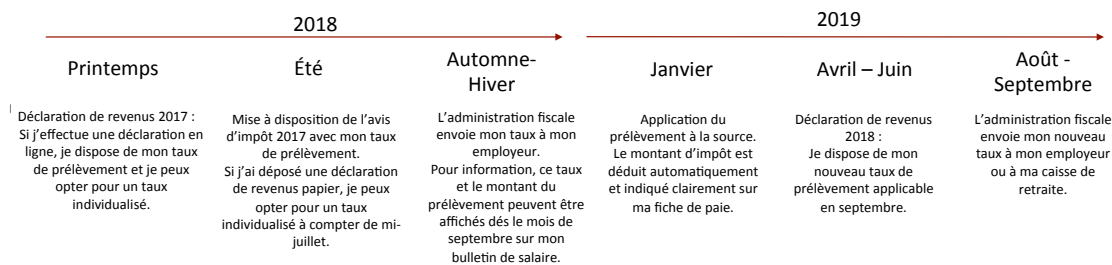 2018
2019
Printemps
Déclaration de revenus 2017 :
Si j’effectue une déclaration en
ligne, je dispose de mon taux
de prélèvement et je peux
opter pour un taux
individualisé.
Été
Mise à disposition de l’avis
d’impôt 2017 avec mon taux
de prélèvement.
Si j’ai déposé une déclaration
de revenus papier, je peux
opter pour un taux
individualisé à compter de mi-
juillet.
Automne-
Hiver
L’administration fiscale
envoie mon taux à mon
employeur.
Pour information, ce taux
et le montant du
prélèvement peuvent être
affichés dés le mois de
septembre sur mon
bulletin de salaire.
Janvier
Application du
prélèvement à la source.
Le montant d’impôt est
déduit automatiquement
et indiqué clairement sur
ma fiche de paie.
Avril – Juin
Déclaration de revenus
2018 :
Je dispose de mon
nouveau taux de
prélèvement applicable
en septembre.
Août -
Septembre
L’administration fiscale
envoie mon nouveau
taux à mon employeur
ou à ma caisse de
retraite.